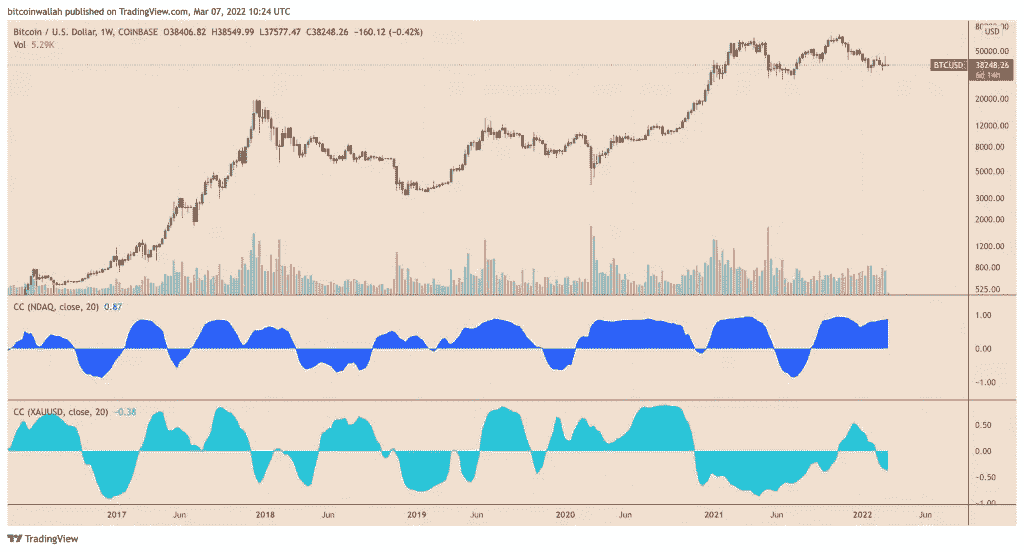 bitcoinwallah published on TradingView.com, Mar 07, 2022 10:24 UTC
Bitcoin / U.S. Dollar, 1W, COINBASE O38406.82 H38549.99 L37577.47 C38248.26 −160.12 (−0.42%)
Vol 5.29K
USD
50000.00
BTCUSD 38248.26
6d 14h
20000.00
12000.00
8000.00
5000.00
3000.00
2000.00
1200.00
800.00
525.00
CC (NDAQ, close, 20) 0.87
1.00
0.00
−1.00
CC (XAUUSD, close, 20) −0.38
0.50
0.00
−0.50
−1.00
2017 Jun 2018 Jun 2019 Jun 2020 Jun 2021 Jun 2022 Jun
TradingView